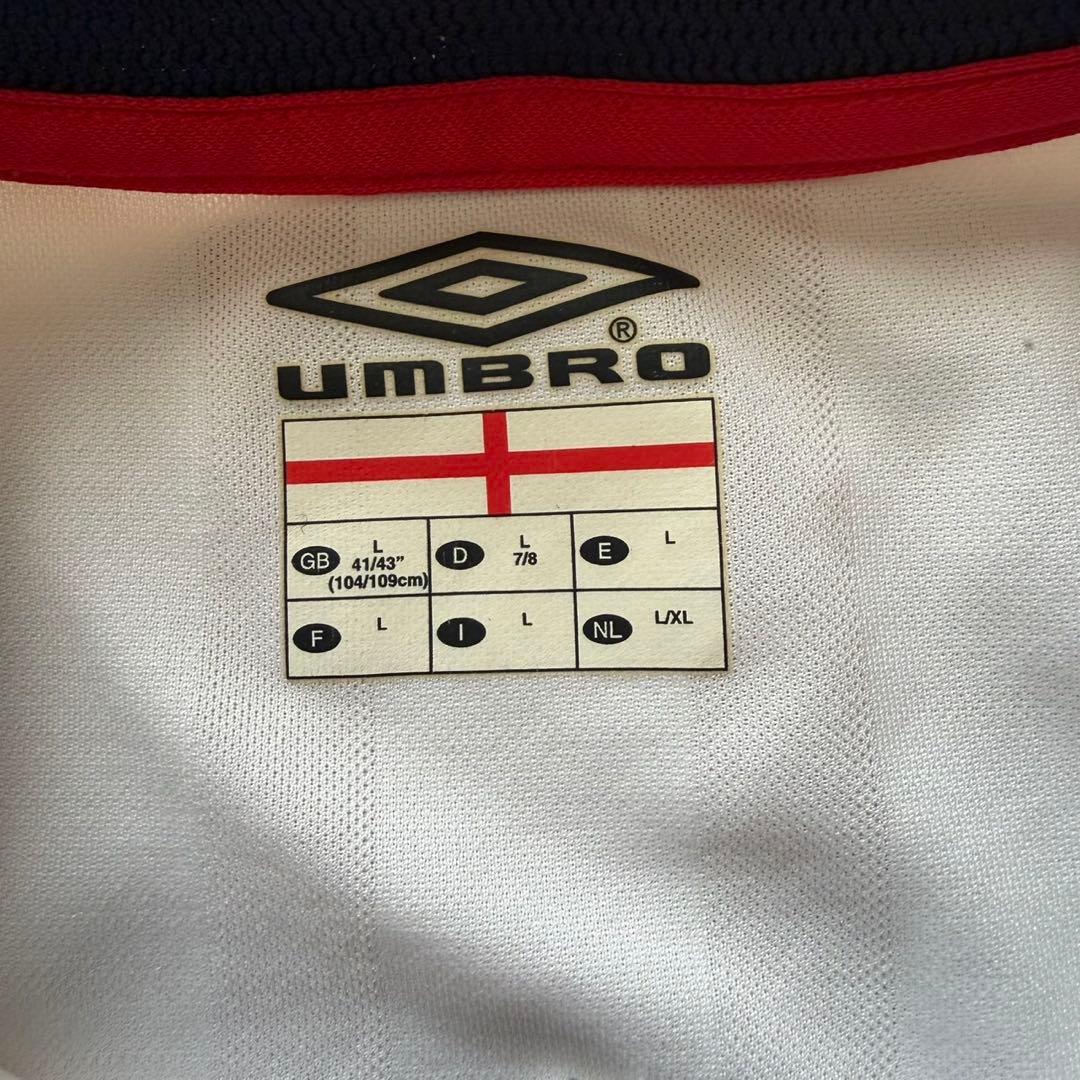 ®
UMBRO
GB L 41/43”
(104/109cm)
D L
7/8
E L
F L
I L
NL L/XL